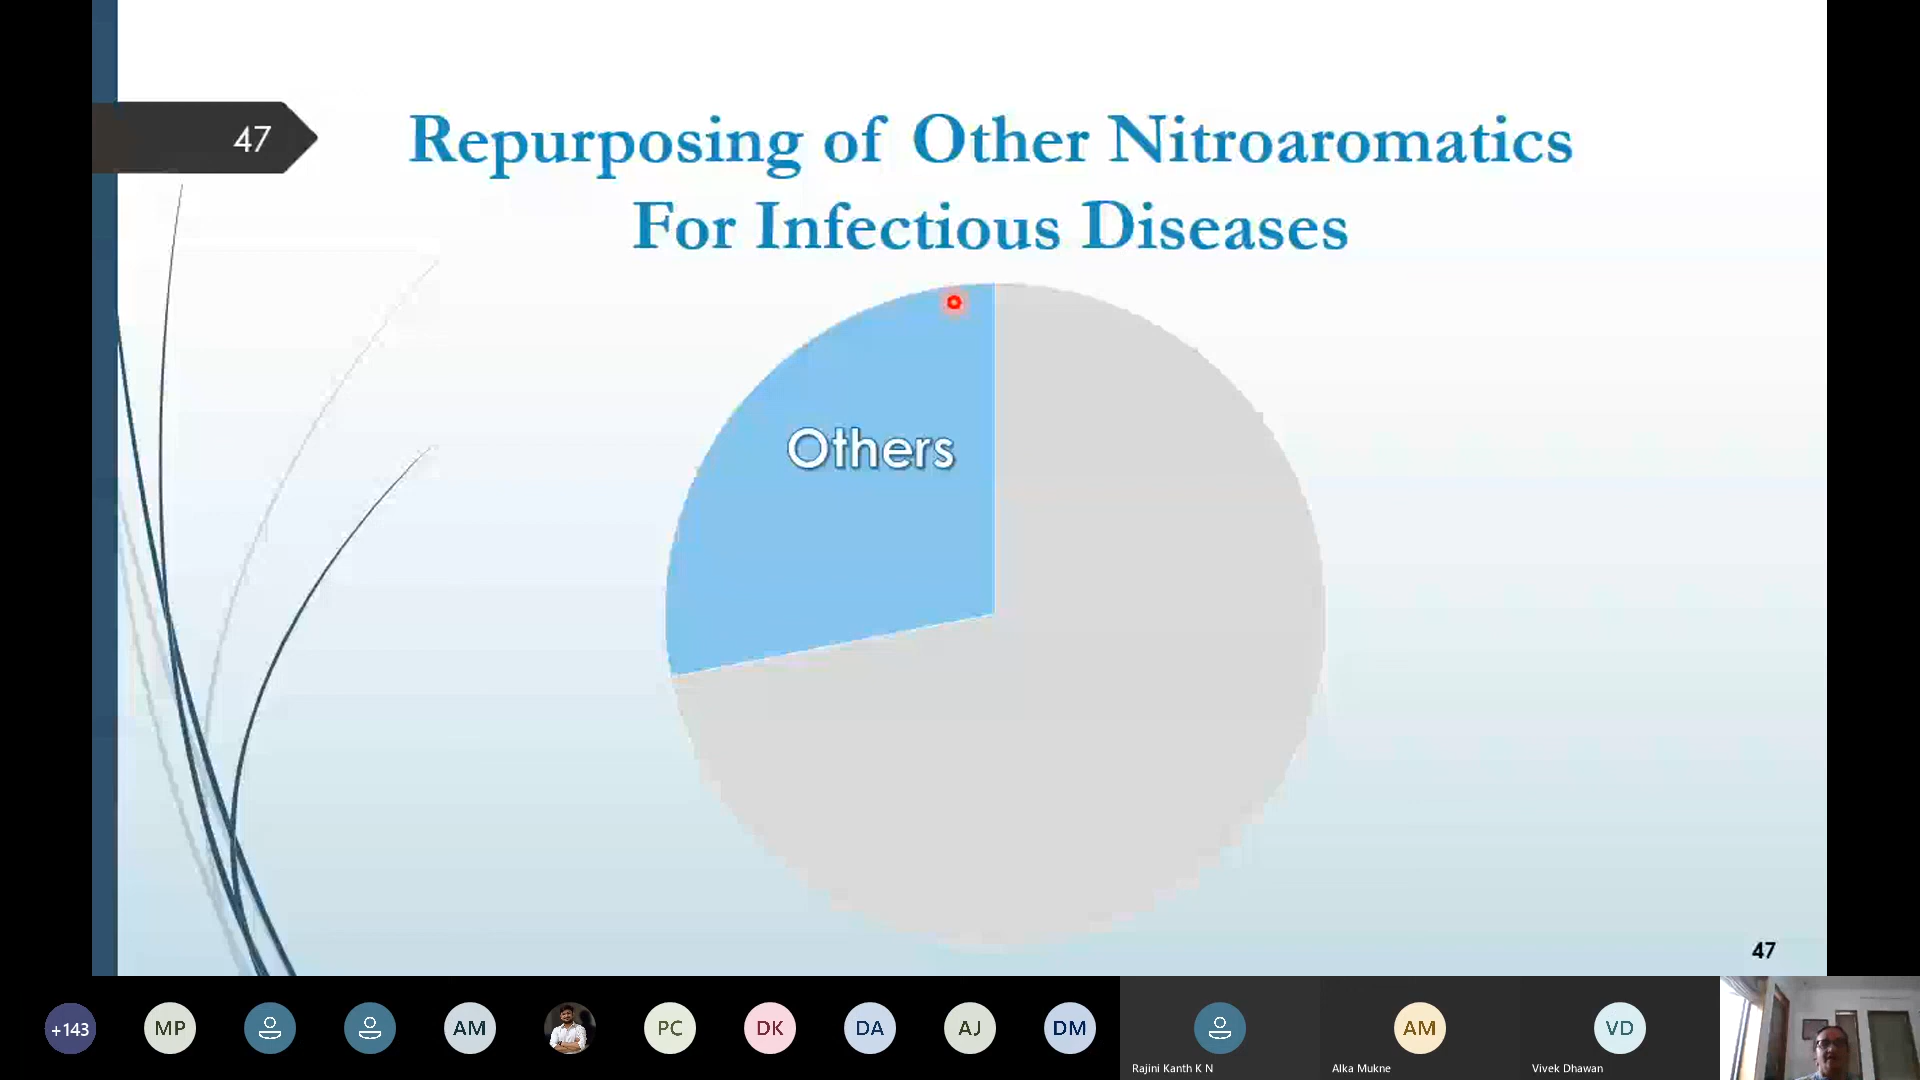 47
Repurposing of Other Nitroaromatics
For Infectious Diseases
Others
47
+143
MP
AM
PC
DK
DA
AJ
DM
Rajini Kanth K N
AM
Alka Mukne
VD
Vivek Dhawan